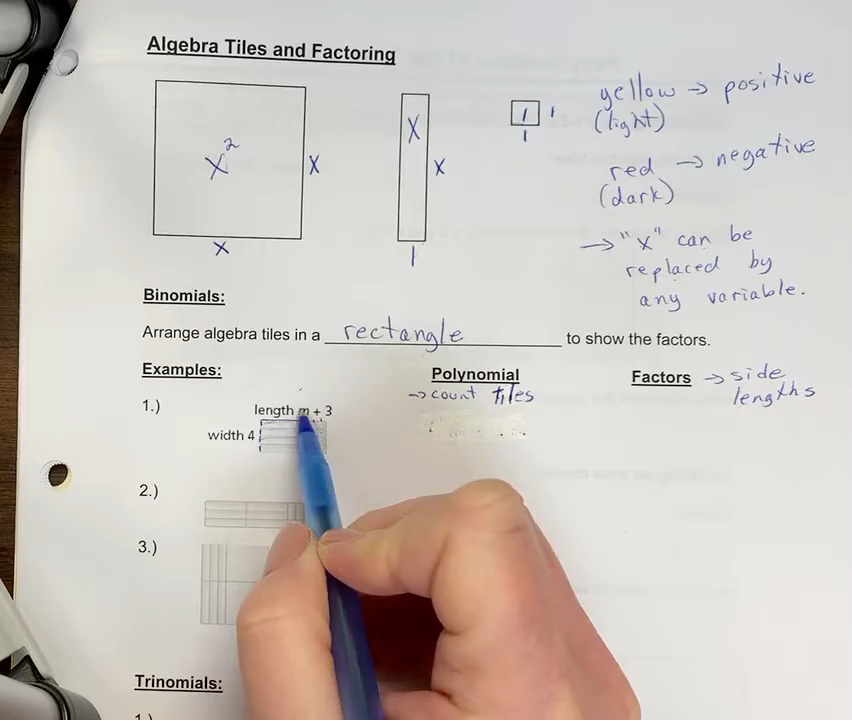 Algebra Tiles and Factoring
x²
x
x
x
x
1
1
1
1
yellow → positive
(light)
red → negative
(dark)
→ "x" can be
replaced by
any variable.
Binomials:
Arrange algebra tiles in a rectangle to show the factors.
Examples:
Polynomial
→ count tiles
Factors → side
lengths
1.)
length m + 3
width 4
2.)
3.)
Trinomials:
1.)